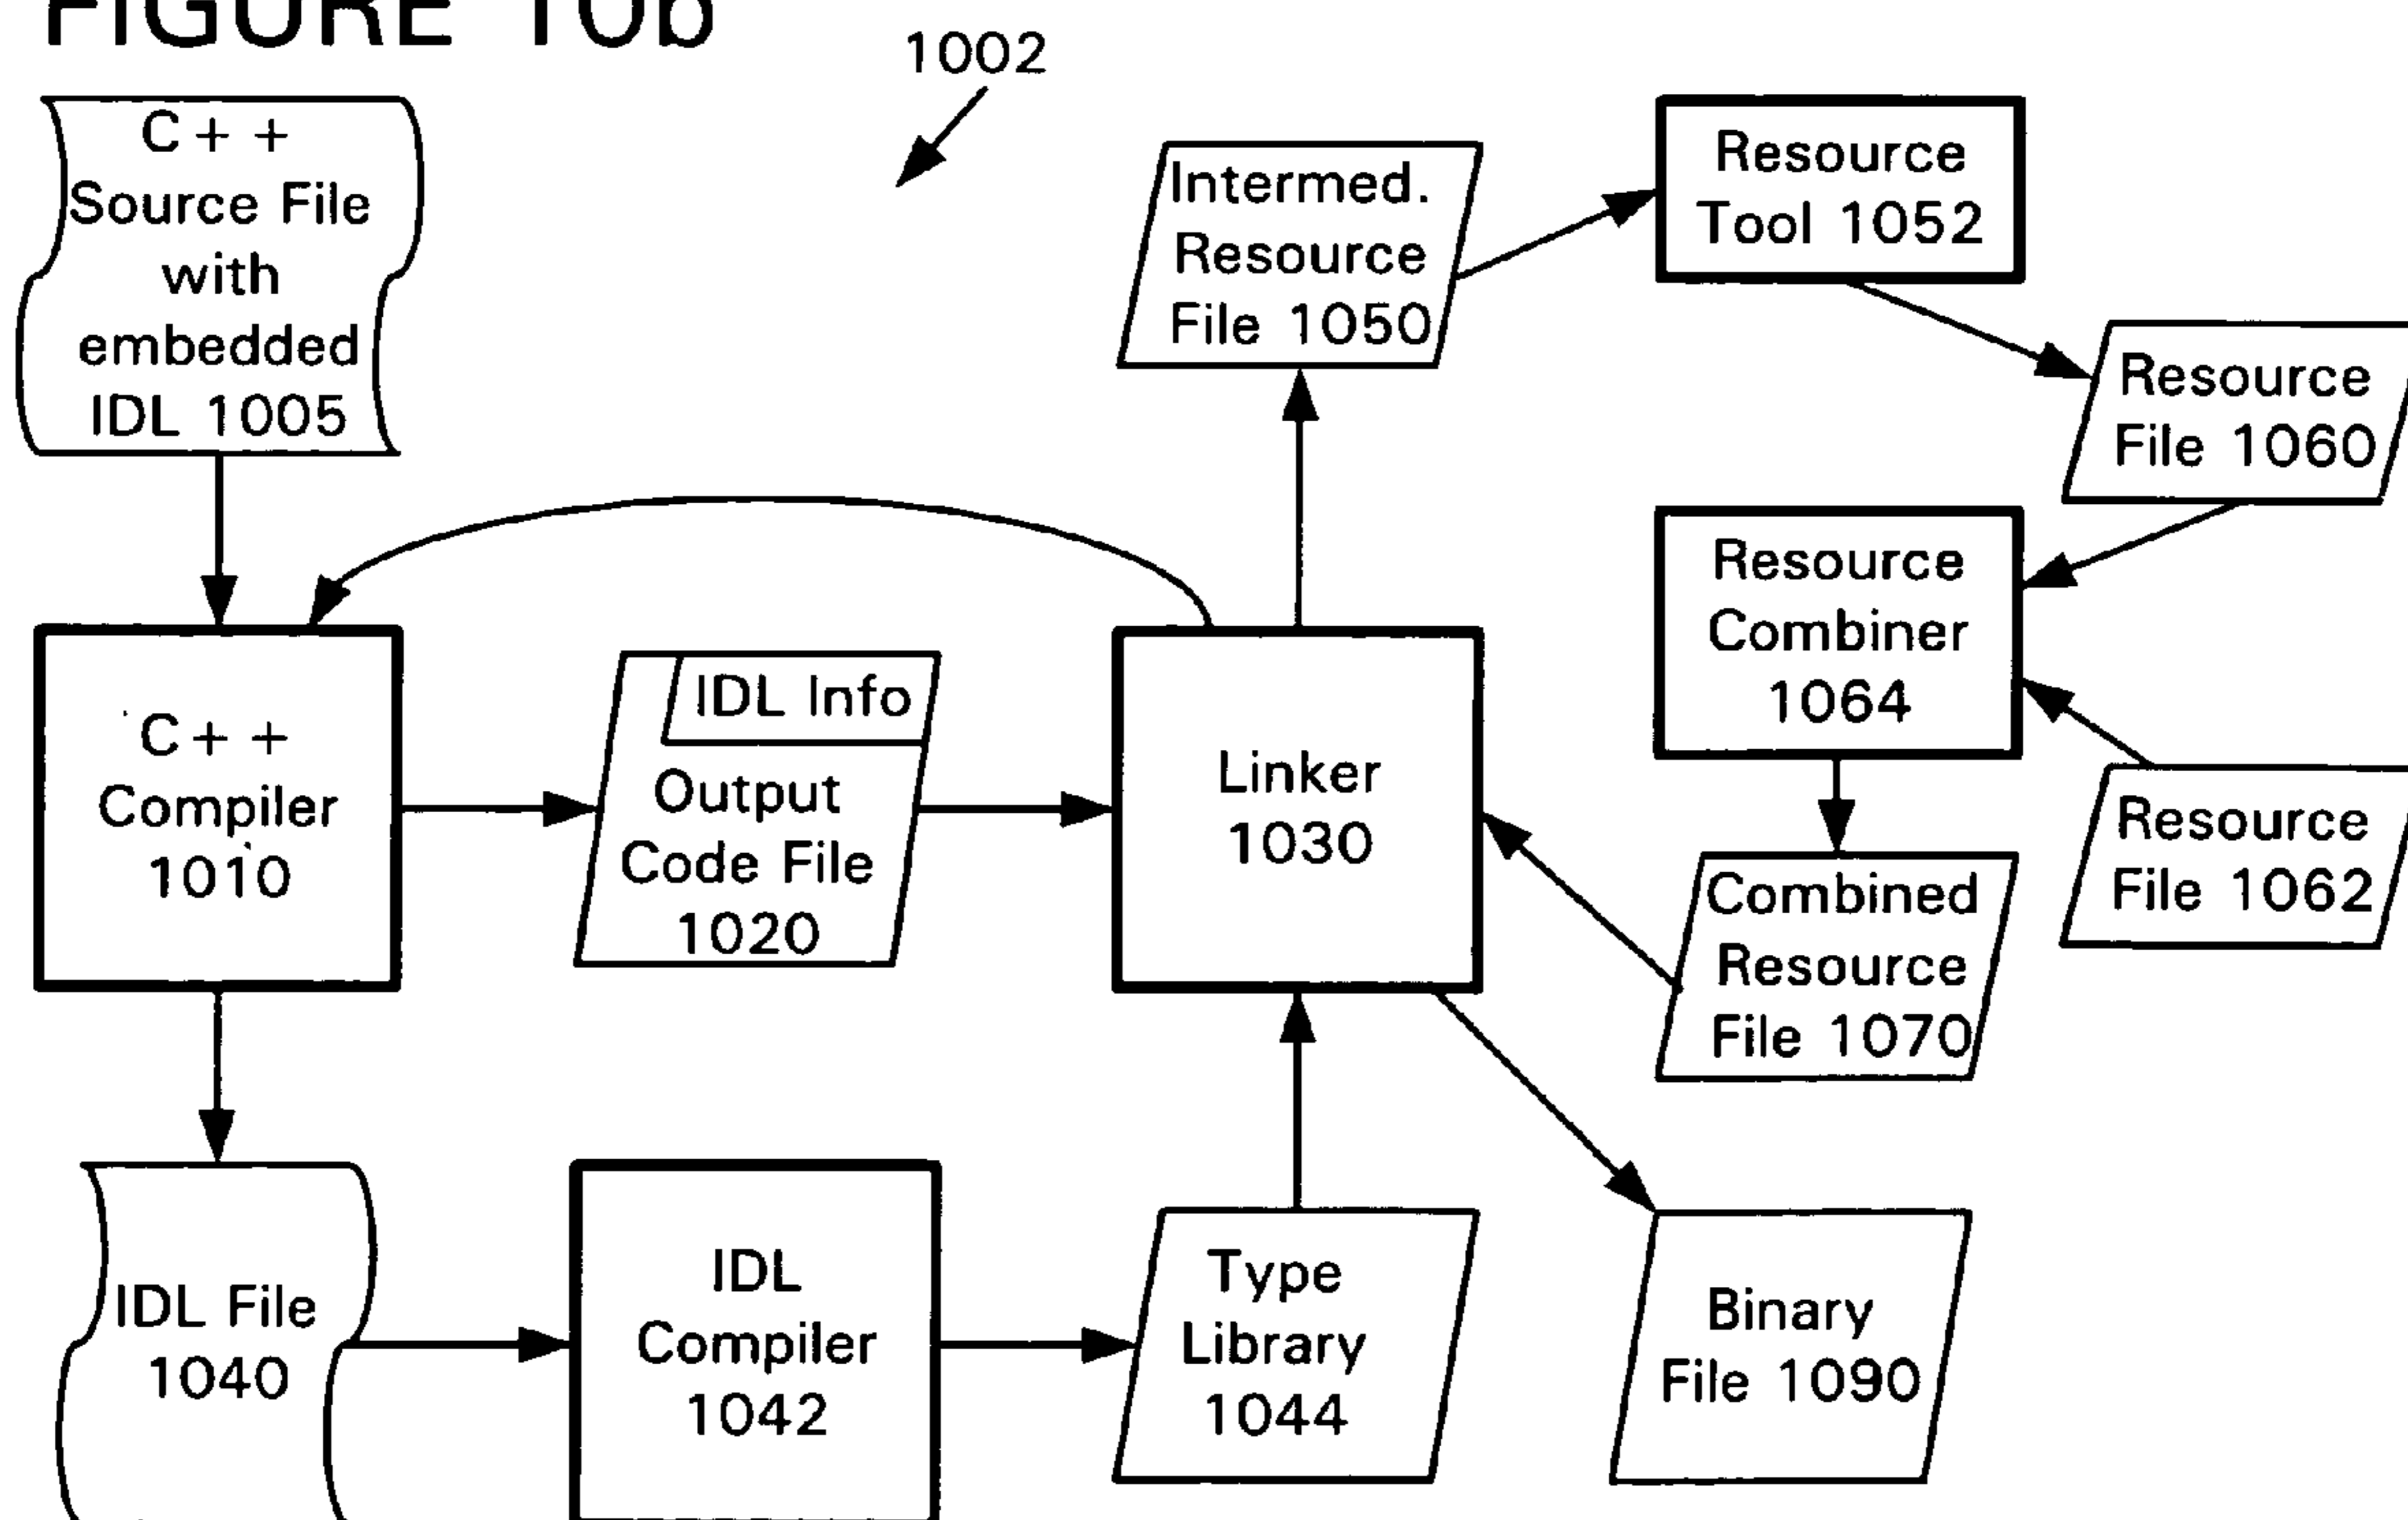 FIGURE 10b
1002
C++
Source File
with
embedded
IDL 1005
Intermed.
Resource
File 1050
Resource
Tool 1052
Resource
File 1060
Resource
Combiner
1064
C++
Compiler
1010
IDL Info
Output
Code File
1020
Linker
1030
Resource
File 1062
Combined
Resource
File 1070
IDL File
1040
IDL
Compiler
1042
Type
Library
1044
Binary
File 1090